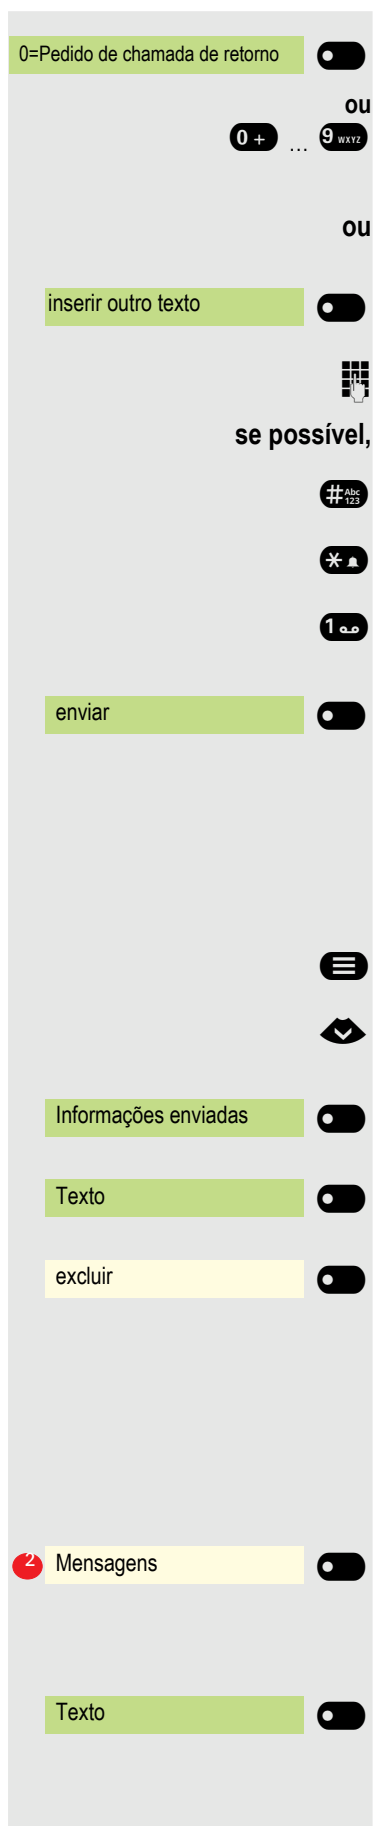 0=Pedido de chamada de retorno
ou
0 + ... 9 WXYZ
ou
inserir outro texto
se possível,
# Abc 123
*
1
enviar
Informações enviadas
Texto
excluir
2 Mensagens
Texto